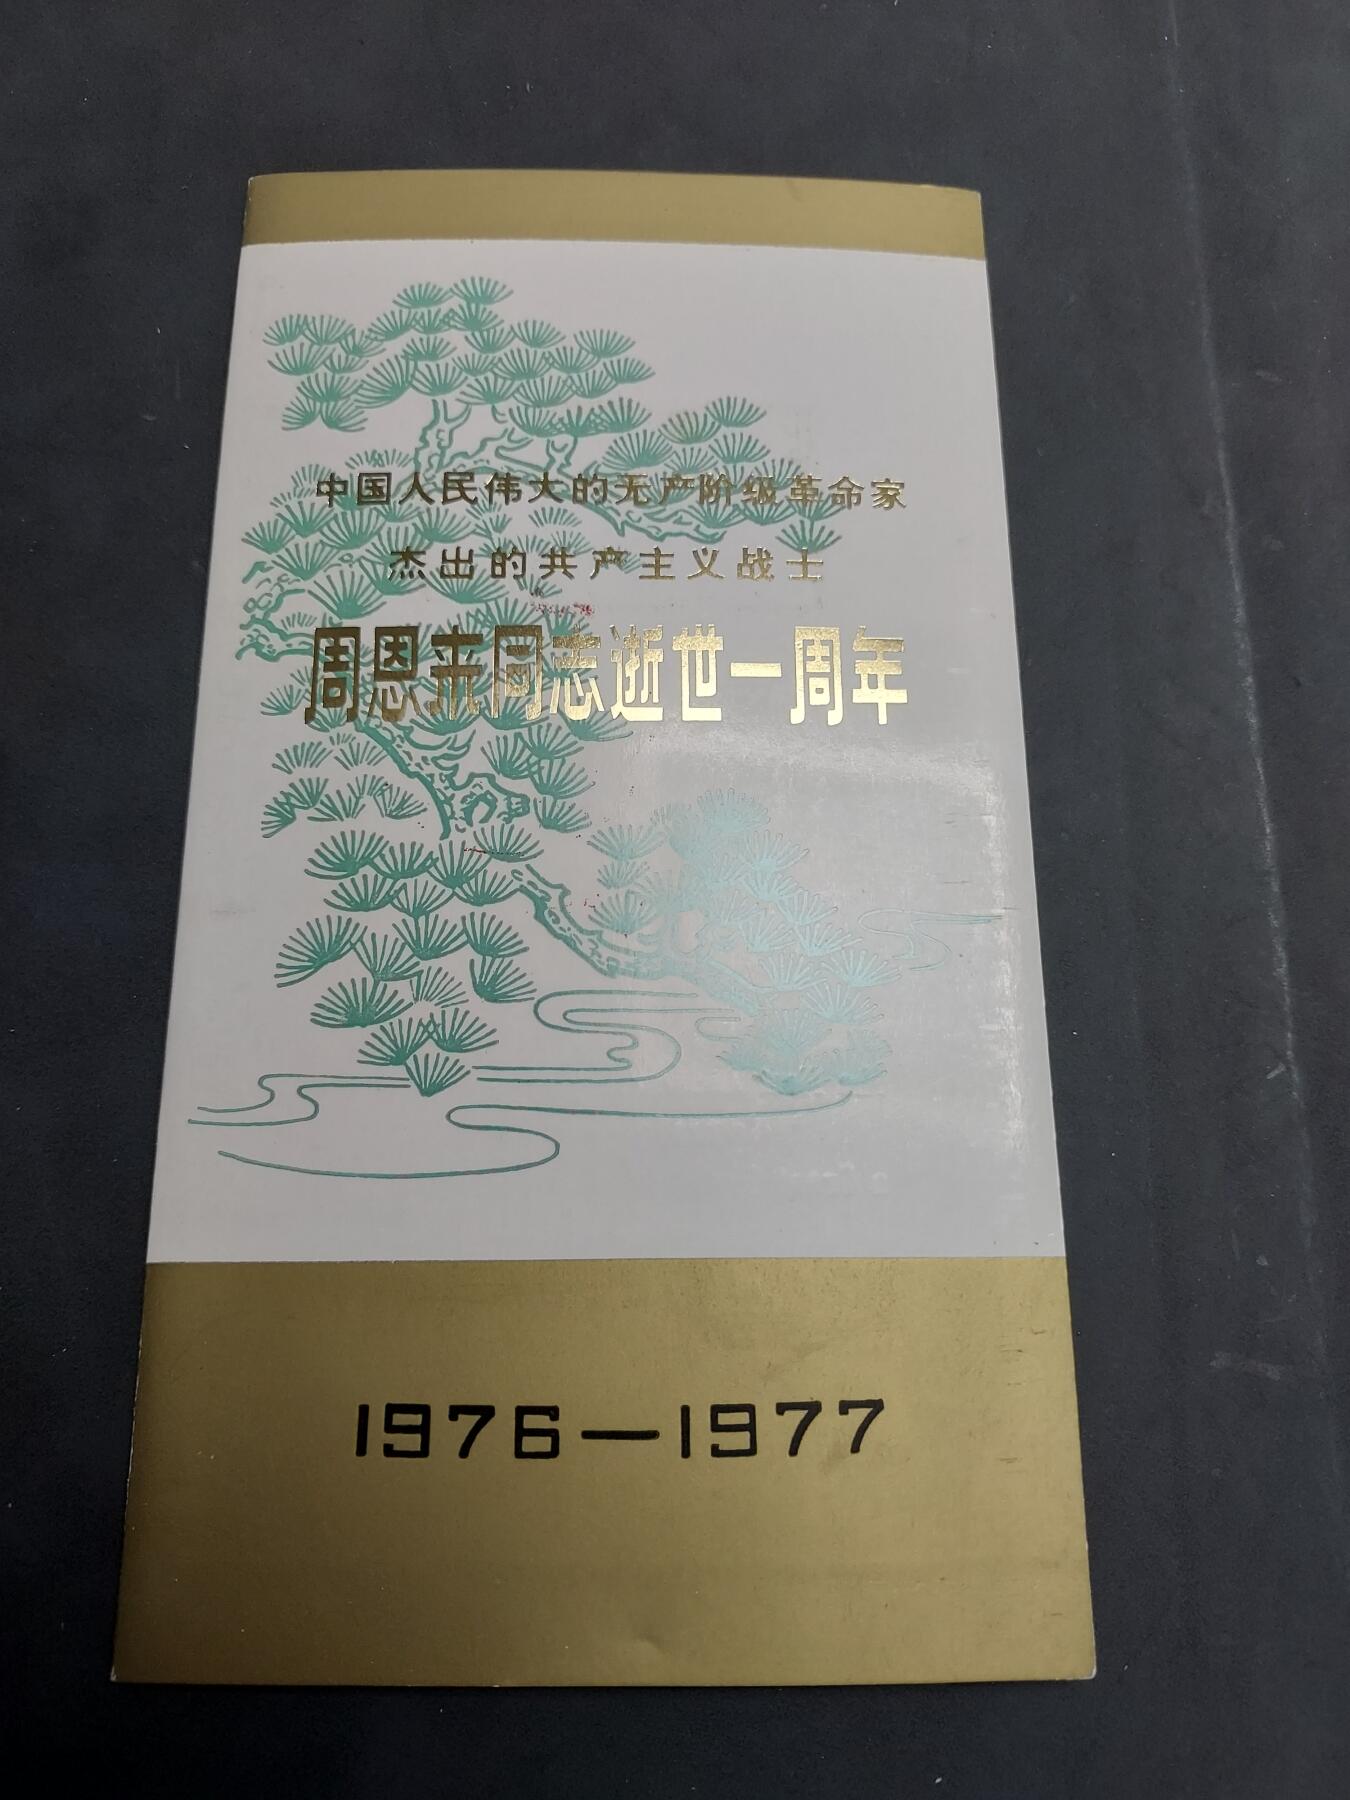 中国人民伟大的无产阶级革命家
杰出的共产主义战士
周恩来同志逝世一周年
1976—1977